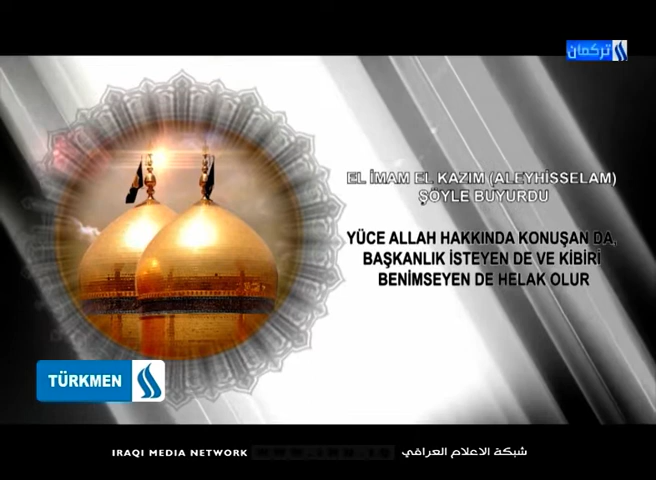 تركمان
EL İMAM EL KAZIM (ALEYHİSSELAM)
ŞÖYLE BUYURDU
YÜCE ALLAH HAKKINDA KONUŞAN DA,
BAŞKANLIK İSTEYEN DE VE KİBİRİ
BENİMSEYEN DE HELAK OLUR
TÜRKMEN
IRAQI MEDIA NETWORK
شبكة الاعلام العراقي